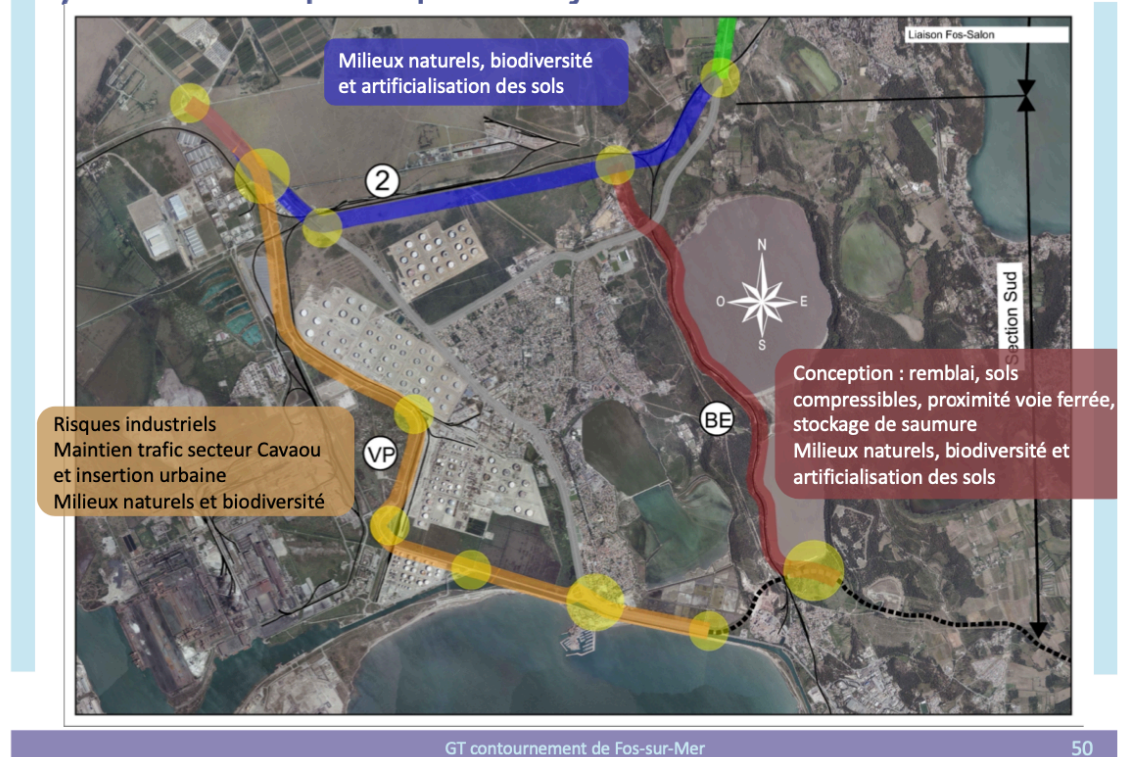 Liaison Fos-Salon
Milieux naturels, biodiversité
et artificialisation des sols
2
N
O
E
S
Section Sud
Conception : remblai, sols
compressibles, proximité voie ferrée,
stockage de saumure
Milieux naturels, biodiversité et
artificialisation des sols
BE
Risques industriels
Maintien trafic secteur Cavaou
et insertion urbaine
Milieux naturels et biodiversité
VP
GT contournement de Fos-sur-Mer
50